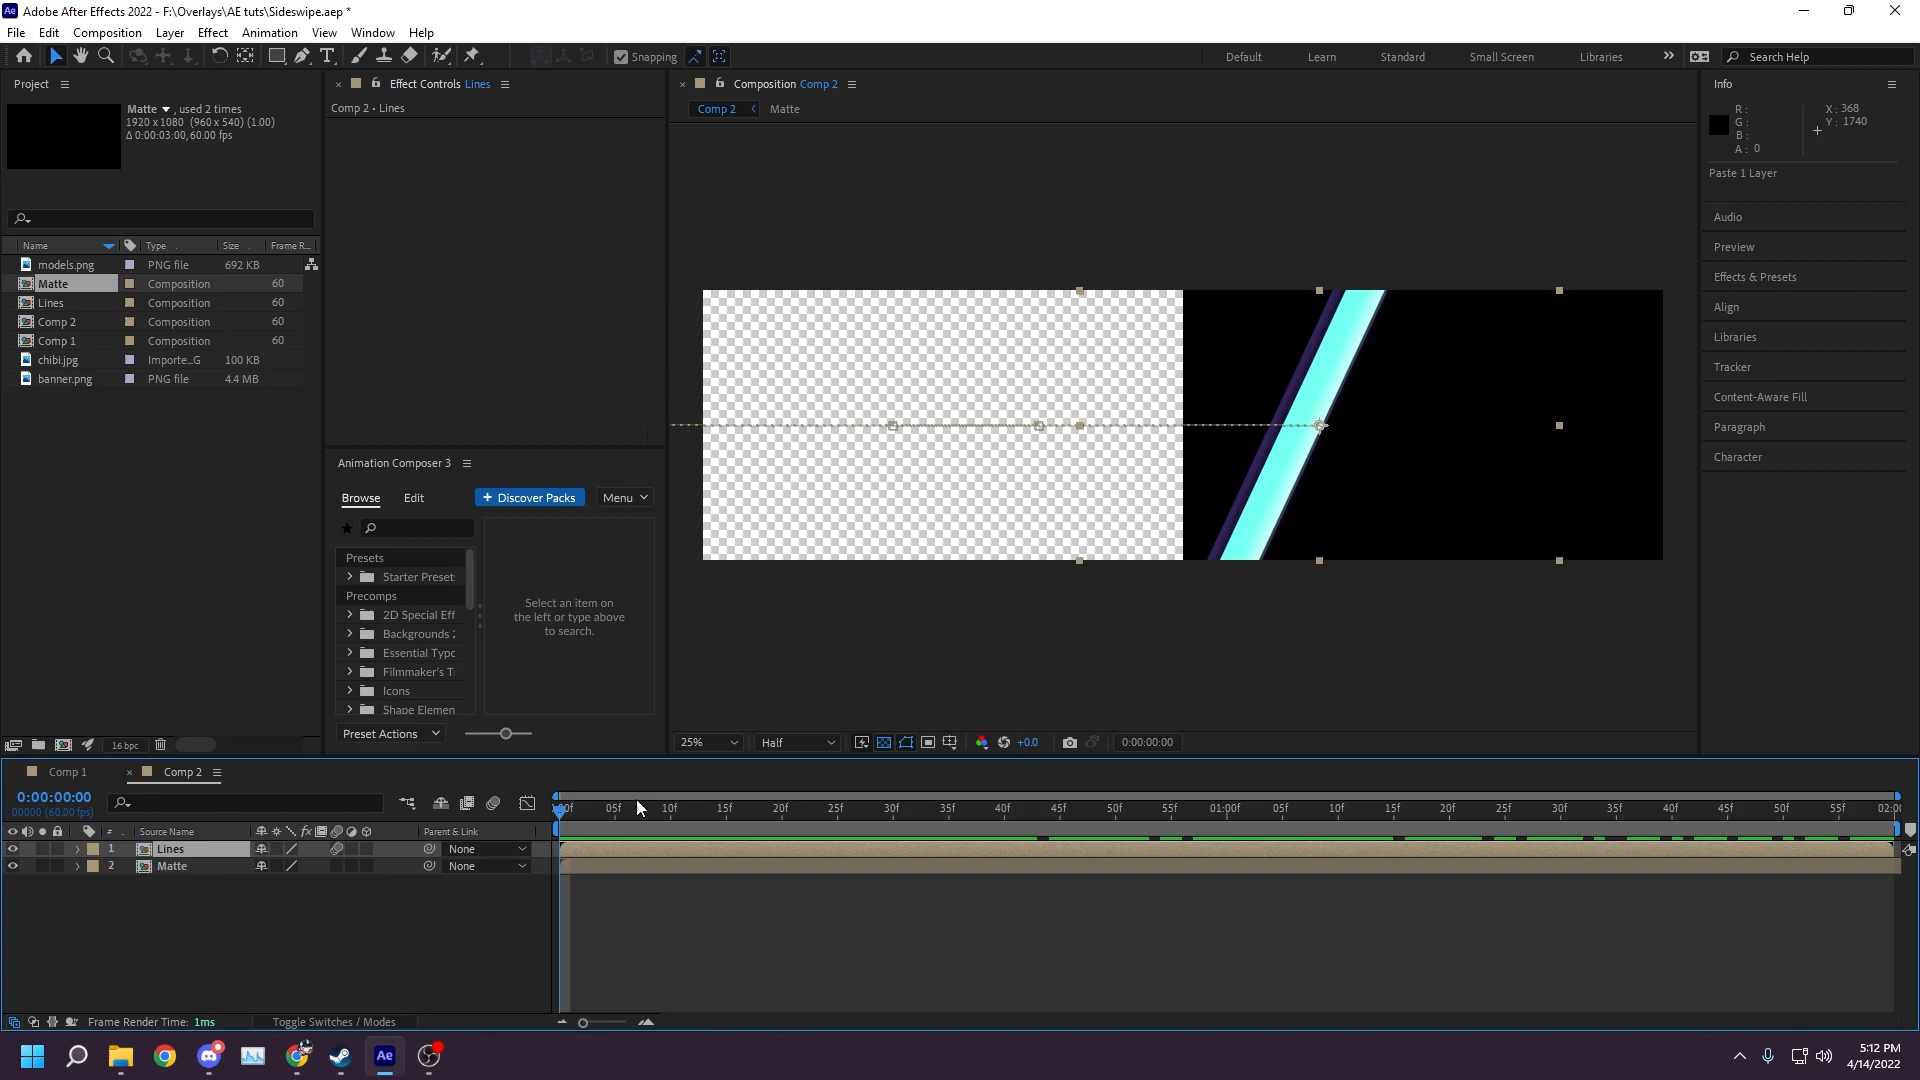 Adobe After Effects 2022 - F:\Overlays\AE tuts\Sideswipe.aep *
File Edit Composition Layer Effect Animation View Window Help
Snapping
Default Learn Standard Small Screen Libraries
Search Help
Project
Matte , used 2 times
1920 x 1080 (960 x 540) (1.00)
Δ 0:00:03:00, 60.00 fps
Name Type Size Frame R...
models.png PNG file 692 KB
Matte Composition 60
Lines Composition 60
Comp 2 Composition 60
Comp 1 Composition 60
chibi.jpg Importe...G 100 KB
banner.png PNG file 4.4 MB
16 bpc
Effect Controls Lines
Comp 2 • Lines
Animation Composer 3
Browse Edit + Discover Packs Menu
Presets
Starter Preset
Precomps
2D Special Eff
Backgrounds
Essential Typo
Filmmaker's T
Icons
Shape Elemen
Select an item on
the left or type above
to search.
Preset Actions
Composition Comp 2
Comp 2 Matte
25% Half +0.0 0:00:00:00
Info
R :
G :
B :
A : 0
X : 368
Y : 1740
Paste 1 Layer
Audio
Preview
Effects & Presets
Align
Libraries
Tracker
Content-Aware Fill
Paragraph
Character
Comp 1 Comp 2
0:00:00:00
00000 (60.00 fps)
:00f 05f 10f 15f 20f 25f 30f 35f 40f 45f 50f 55f 01:00f 05f 10f 15f 20f 25f 30f 35f 40f 45f 50f 55f 02:00
# Source Name Parent & Link
1 Lines None
2 Matte None
Frame Render Time: 1ms Toggle Switches / Modes
5:12 PM
4/14/2022